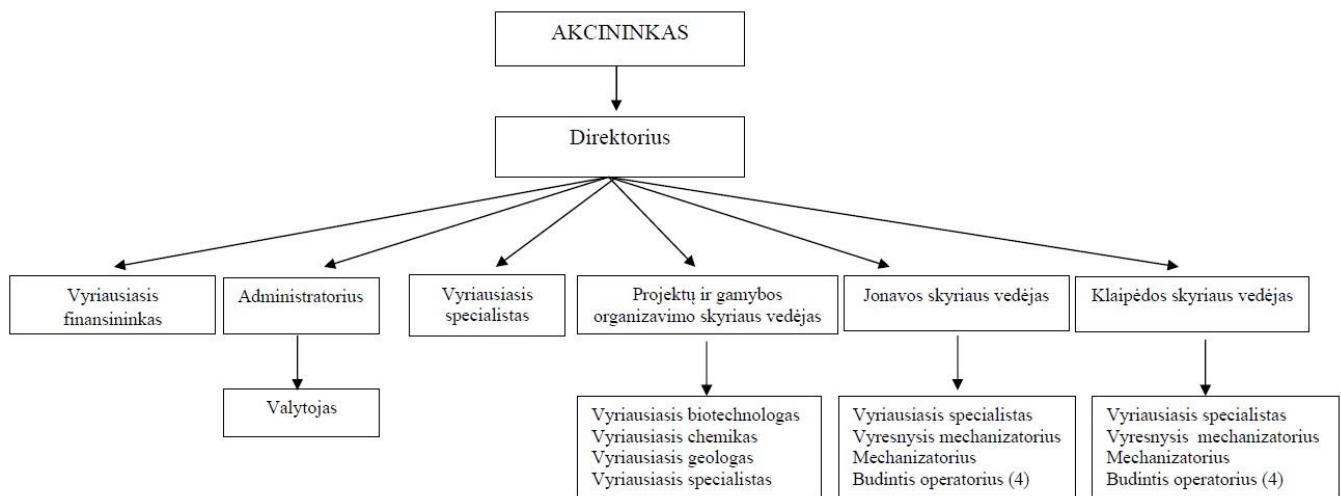 AKCININKAS
Direktorius
Vyriausiasis
finansininkas
Administratorius
Vyriausiasis
specialistas
Projektų ir gamybos
organizavimo skyriaus vedėjas
Jonavos skyriaus vedėjas
Klaipėdos skyriaus vedėjas
Valytojas
Vyriausiasis biotechnologas
Vyriausiasis chemikas
Vyriausiasis geologas
Vyriausiasis specialistas
Vyriausiasis specialistas
Vyresnysis mechanizatorius
Mechanizatorius
Budintis operatorius (4)
Vyriausiasis specialistas
Vyresnysis mechanizatorius
Mechanizatorius
Budintis operatorius (4)